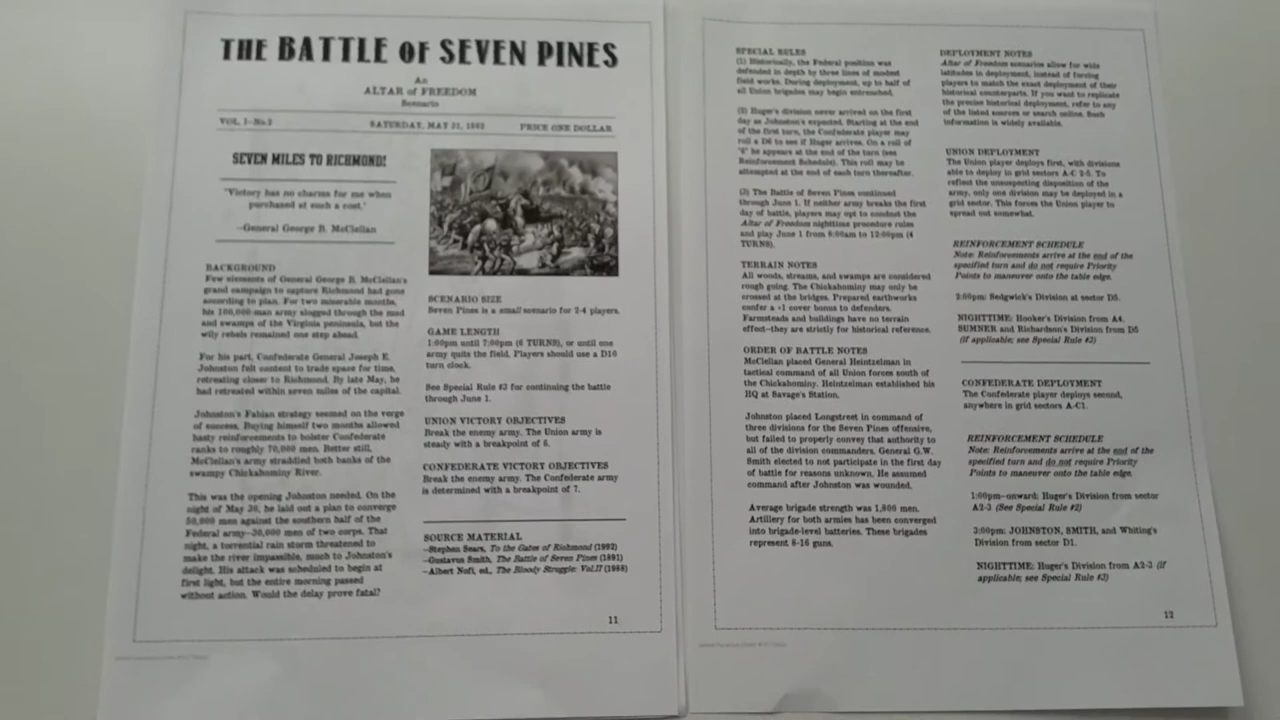 THE BATTLE OF SEVEN PINES
An
ALTAR of FREEDOM
Scenario
VOL. I-No.2
SATURDAY, MAY 31, 1862
PRICE ONE DOLLAR
SEVEN MILES TO RICHMOND!
"Victory has no charms for me when
purchased at such a cost."
-General George B. McClellan
BACKGROUND
Few elements of General George B. McClellan's
grand campaign to capture Richmond had gone
according to plan. For two miserable months,
his 100,000-man army slogged through the mud
and swamps of the Virginia peninsula, but the
wily rebels remained one step ahead.
For his part, Confederate General Joseph E.
Johnston felt content to trade space for time,
retreating closer to Richmond. By late May, he
had retreated within seven miles of the capital.
Johnston's Fabian strategy seemed on the verge
of success. Buying himself two months allowed
hasty reinforcements to bolster Confederate
ranks to roughly 70,000 men. Better still,
McClellan's army straddled both banks of the
swampy Chickahominy River.
This was the opening Johnston needed. On the
night of May 30, he laid out a plan to converge
50,000 men against the southern half of the
Federal army-30,000 men of two corps. That
night, a torrential rain storm threatened to
make the river impassible, much to Johnston's
delight. His attack was scheduled to begin at
first light, but the entire morning passed
without action. Would the delay prove fatal?
SCENARIO SIZE
Seven Pines is a small scenario for 2-4 players.
GAME LENGTH
1:00pm until 7:00pm (6 TURNS), or until one
army quits the field. Players should use a D10
turn clock.
See Special Rule #3 for continuing the battle
through June 1.
UNION VICTORY OBJECTIVES
Break the enemy army. The Union army is
steady with a breakpoint of 6.
CONFEDERATE VICTORY OBJECTIVES
Break the enemy army. The Confederate army
is determined with a breakpoint of 7.
SOURCE MATERIAL
-Stephen Sears, To the Gates of Richmond (1992)
-Gustavus Smith, The Battle of Seven Pines (1891)
-Albert Nofi, ed., The Bloody Struggle: Vol.II (1988)
11
SPECIAL RULES
(1) Historically, the Federal position was
defended in depth by three lines of modest
field works. During deployment, up to half of
all Union brigades may begin entrenched.
(2) Huger's division never arrived on the first
day as Johnston's expected. Starting at the end
of the first turn, the Confederate player may
roll a D6 to see if Huger arrives. On a roll of
"6" he appears at the end of the turn (see
Reinforcement Schedule). This roll may be
attempted at the end of each turn thereafter.
(3) The Battle of Seven Pines continued
through June 1. If neither army breaks the first
day of battle, players may opt to conduct the
Altar of Freedom nighttime procedure rules
and play June 1 from 6:00am to 12:00pm (4
TURNS).
TERRAIN NOTES
All woods, streams, and swamps are considered
rough going. The Chickahominy may only be
crossed at the bridges. Prepared earthworks
confer a +1 cover bonus to defenders.
Farmsteads and buildings have no terrain
effect-they are strictly for historical reference.
ORDER OF BATTLE NOTES
McClellan placed General Heintzelman in
tactical command of all Union forces south of
the Chickahominy. Heintzelman established his
HQ at Savage's Station.
Johnston placed Longstreet in command of
three divisions for the Seven Pines offensive,
but failed to properly convey that authority to
all of the division commanders. General G.W.
Smith elected to not participate in the first day
of battle for reasons unknown. He assumed
command after Johnston was wounded.
Average brigade strength was 1,800 men.
Artillery for both armies has been converged
into brigade-level batteries. These brigades
represent 8-16 guns.
DEPLOYMENT NOTES
Altar of Freedom scenarios allow for wide
latitudes in deployment, instead of forcing
players to match the exact deployment of their
historical counterparts. If you want to replicate
the precise historical deployment, refer to any
of the listed sources or search online. Such
information is widely available.
UNION DEPLOYMENT
The Union player deploys first, with divisions
able to deploy in grid sectors A-C 2-5. To
reflect the unsuspecting disposition of the
army, only one division may be deployed in a
grid sector. This forces the Union player to
spread out somewhat.
REINFORCEMENT SCHEDULE
Note: Reinforcements arrive at the end of the
specified turn and do not require Priority
Points to maneuver onto the table edge.
2:00pm: Sedgwick's Division at sector D5.
NIGHTTIME: Hooker's Division from A4.
SUMNER and Richardson's Division from D5
(if applicable; see Special Rule #3)
CONFEDERATE DEPLOYMENT
The Confederate player deploys second,
anywhere in grid sectors A-C1.
REINFORCEMENT SCHEDULE
Note: Reinforcements arrive at the end of the
specified turn and do not require Priority
Points to maneuver onto the table edge.
1:00pm-onward: Huger's Division from sector
A2-3 (See Special Rule #2)
3:00pm: JOHNSTON, SMITH, and Whiting's
Division from sector D1.
NIGHTTIME: Huger's Division from A2-3 (if
applicable; see Special Rule #3)
12